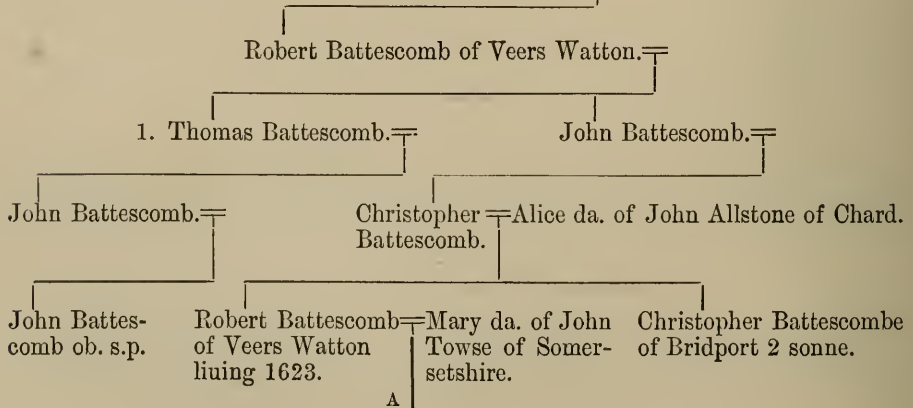 Robert Battescomb of Veers Watton.
1. Thomas Battescomb. John Battescomb.
John Battescomb. Christopher Alice da. of John Allstone of Chard.
Battescomb.
John Battes- Robert Battescomb Mary da. of John Christopher Battescombe
comb ob. s.p. of Veers Watton Towse of Somer- of Bridport 2 sonne.
liuing 1623. setshire.
A